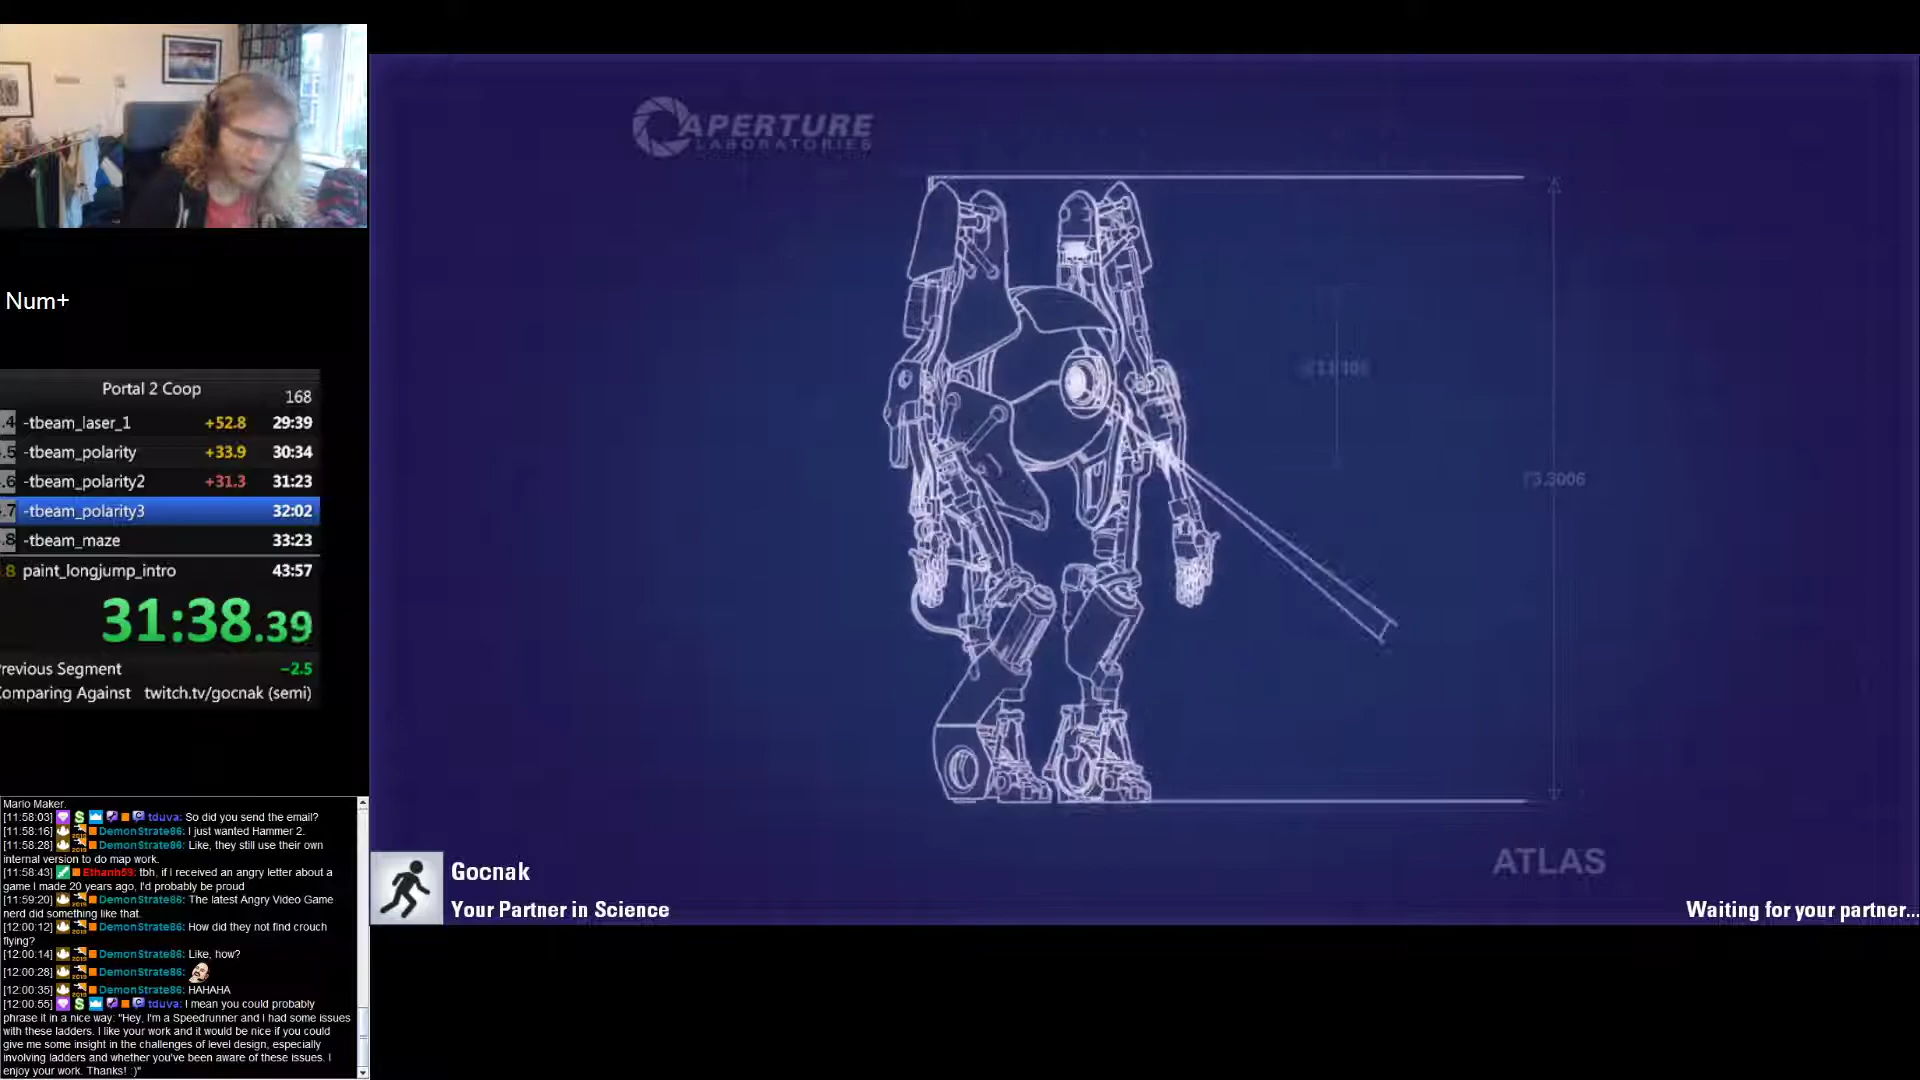 Num+
Portal 2 Coop
168
.4 -tbeam_laser_1 +52.8 29:39
.5 -tbeam_polarity +33.9 30:34
.6 -tbeam_polarity2 +31.3 31:23
.7 -tbeam_polarity3 32:02
.8 -tbeam_maze 33:23
8 paint_longjump_intro 43:57
31:38.39
revious Segment -2.5
Comparing Against twitch.tv/gocnak (semi)
Mario Maker.
[11:58:03] tduva: So did you send the email?
[11:58:16] DemonStrate86: I just wanted Hammer 2.
[11:58:28] DemonStrate86: Like, they still use their own
internal version to do map work.
[11:58:43] Ethanh59: tbh, if I received an angry letter about a
game I made 20 years ago, I'd probably be proud
[11:59:20] DemonStrate86: The latest Angry Video Game
nerd did something like that.
[12:00:12] DemonStrate86: How did they not find crouch
flying?
[12:00:14] DemonStrate86: Like, how?
[12:00:28] DemonStrate86:
[12:00:35] DemonStrate86: HAHAHA
[12:00:55] tduva: I mean you could probably
phrase it in a nice way: "Hey, I'm a Speedrunner and I had some issues
with these ladders. I like your work and it would be nice if you could
give me some insight in the challenges of level design, especially
involving ladders and whether you've been aware of these issues. I
enjoy your work. Thanks! :)"
APERTURE
LABORATORIES
ATLAS
Gocnak
Your Partner in Science
Waiting for your partner...